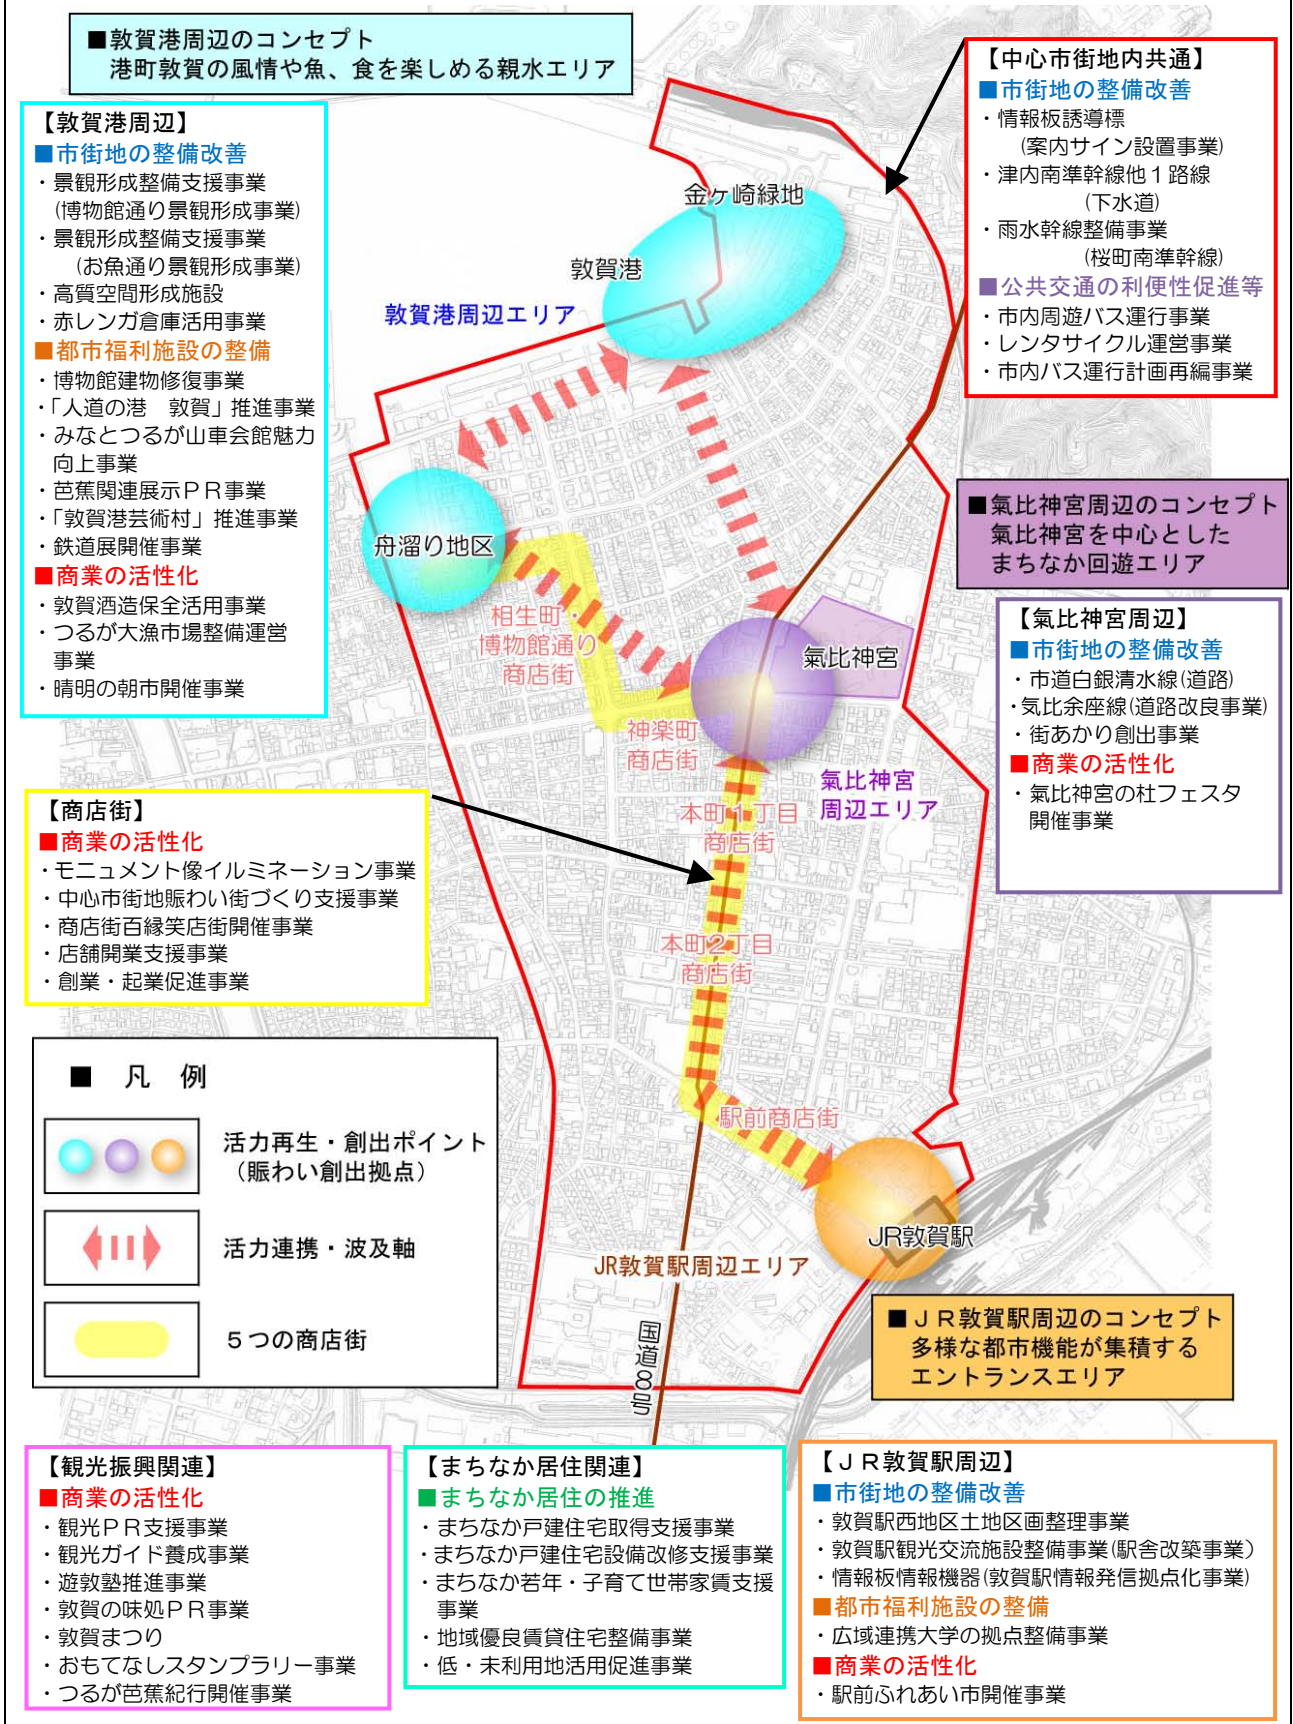 ■敦賀港周辺のコンセプト
港町敦賀の風情や魚、食を楽しめる親水エリア
【敦賀港周辺】
■市街地の整備改善
・景観形成整備支援事業
(博物館通り景観形成事業)
・景観形成整備支援事業
(お魚通り景観形成事業)
・高質空間形成施設
・赤レンガ倉庫活用事業
■都市福利施設の整備
・博物館建物修復事業
・「人道の港　敦賀」推進事業
・みなとつるが山車会館魅力
向上事業
・芭蕉関連展示ＰＲ事業
・「敦賀港芸術村」推進事業
・鉄道展開催事業
■商業の活性化
・敦賀酒造保全活用事業
・つるが大漁市場整備運営
事業
・晴明の朝市開催事業
【中心市街地内共通】
■市街地の整備改善
・情報板誘導標
(案内サイン設置事業)
・津内南準幹線他１路線
(下水道)
・雨水幹線整備事業
(桜町南準幹線)
■公共交通の利便性促進等
・市内周遊バス運行事業
・レンタサイクル運営事業
・市内バス運行計画再編事業
金ヶ崎緑地
敦賀港
敦賀港周辺エリア
舟溜り地区
相生町・
博物館通り
商店街
氣比神宮
神楽町
商店街
氣比神宮
周辺エリア
本町１丁目
商店街
本町２丁目
商店街
駅前商店街
JR敦賀駅
JR敦賀駅周辺エリア
国道８号
■氣比神宮周辺のコンセプト
氣比神宮を中心とした
まちなか回遊エリア
【氣比神宮周辺】
■市街地の整備改善
・市道白銀清水線(道路)
・気比余座線(道路改良事業)
・街あかり創出事業
■商業の活性化
・氣比神宮の杜フェスタ
開催事業
【商店街】
■商業の活性化
・モニュメント像イルミネーション事業
・中心市街地賑わい街づくり支援事業
・商店街百縁笑店街開催事業
・店舗開業支援事業
・創業・起業促進事業
■　凡　例
活力再生・創出ポイント
（賑わい創出拠点）
活力連携・波及軸
５つの商店街
■ＪＲ敦賀駅周辺のコンセプト
多様な都市機能が集積する
エントランスエリア
【観光振興関連】
■商業の活性化
・観光ＰＲ支援事業
・観光ガイド養成事業
・遊敦塾推進事業
・敦賀の味処ＰＲ事業
・敦賀まつり
・おもてなしスタンプラリー事業
・つるが芭蕉紀行開催事業
【まちなか居住関連】
■まちなか居住の推進
・まちなか戸建住宅取得支援事業
・まちなか戸建住宅設備改修支援事業
・まちなか若年・子育て世帯家賃支援
事業
・地域優良賃貸住宅整備事業
・低・未利用地活用促進事業
【ＪＲ敦賀駅周辺】
■市街地の整備改善
・敦賀駅西地区土地区画整理事業
・敦賀駅観光交流施設整備事業(駅舎改築事業）
・情報板情報機器(敦賀駅情報発信拠点化事業)
■都市福利施設の整備
・広域連携大学の拠点整備事業
■商業の活性化
・駅前ふれあい市開催事業